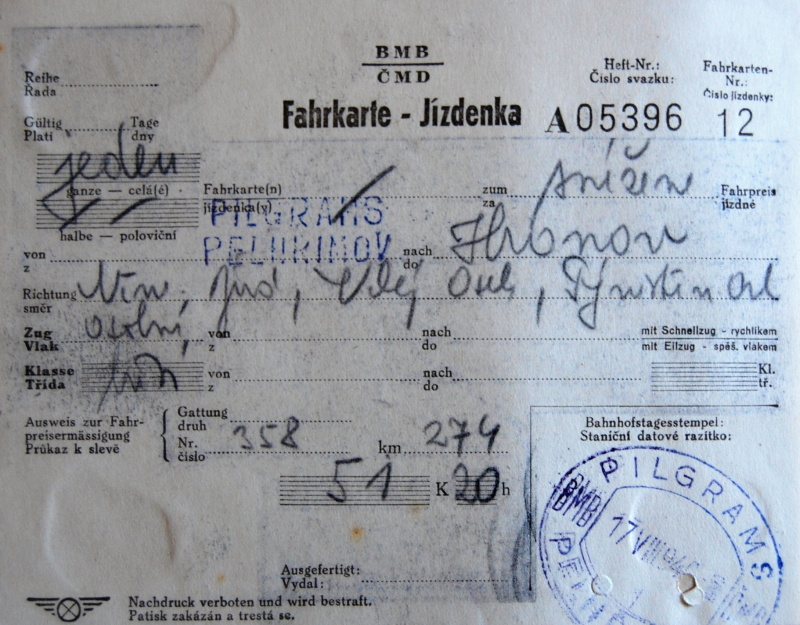 BMB
ČMD
Fahrkarte - Jízdenka
Heft-Nr.:
Číslo svazku:
A 05396
Fahrkarten-
Nr.:
Číslo jízdenky:
12
Reihe
Řada
Gültig Tage
Platí dny
jeden
ganze — celá(é) Fahrkarte(n) zum snížené Fahrpreis
jízdenka(y) za jízdné
halbe — poloviční
PILGRAMS
PELHŘIMOV
von nach Hronov
z do
Richtung
směr
Zug osobní von nach mit Schnellzug - rychlíkem
Vlak z do mit Eilzug - spěš. vlakem
Klasse von nach Kl.
Třída z do tř.
Ausweis zur Fahr-
preisermässigung
Průkaz k slevě
Gattung
druh
Nr. 358 km 274
číslo
51 K 20 h
Bahnhofstagesstempel:
Staniční datové razítko:
PILGRAMS
BMB
17 VIII
Ausgefertigt:
Vydal:
Nachdruck verboten und wird bestraft.
Patisk zakázán a trestá se.